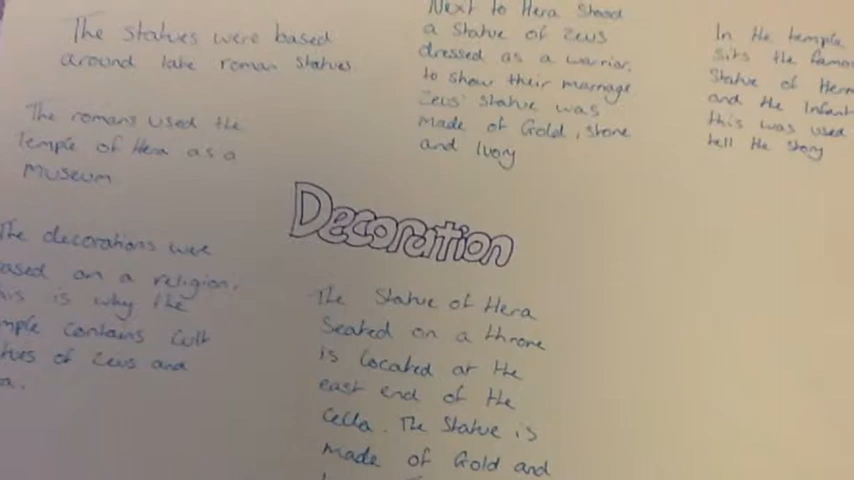 The statues were based
around late roman statues
The romans used the
Temple of Hera as a
Museum
The decorations were
on a religion.
is is why the
contains cult
of Zeus and
Next to Hera stood
a statue of Zeus
dressed as a warrior.
to show their marriage
Zeus' statue was
made of Gold, stone
and Ivory
In the temple
sits the famo
statue of Herm
and the Infant
this was used
tell the story
Decoration
The Statue of Hera
Seated on a throne
is located at the
east end of the
Cella. The Statue is
made of Gold and